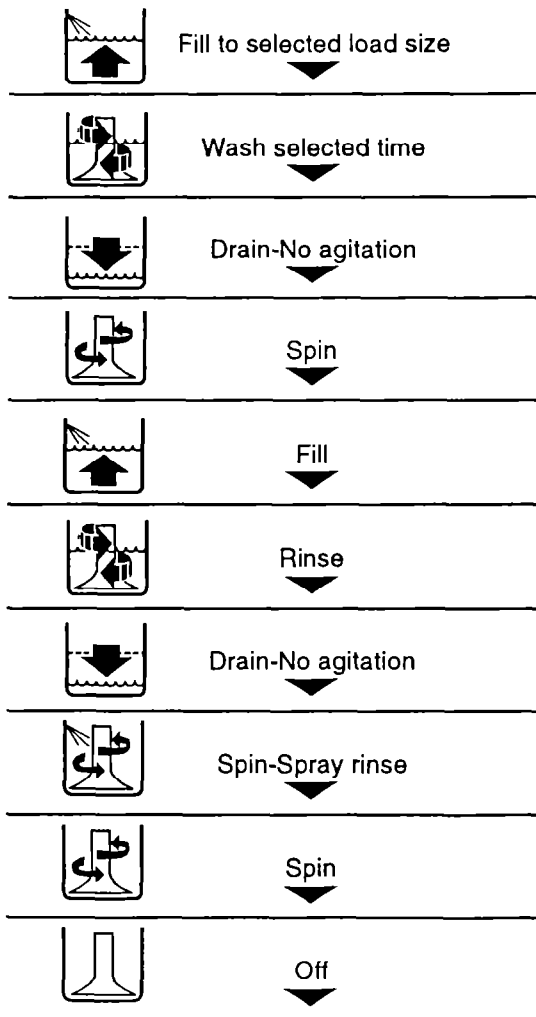 Fill to selected load size
Wash selected time
Drain-No agitation
Spin
Fill
Rinse
Drain-No agitation
Spin-Spray rinse
Spin
Off